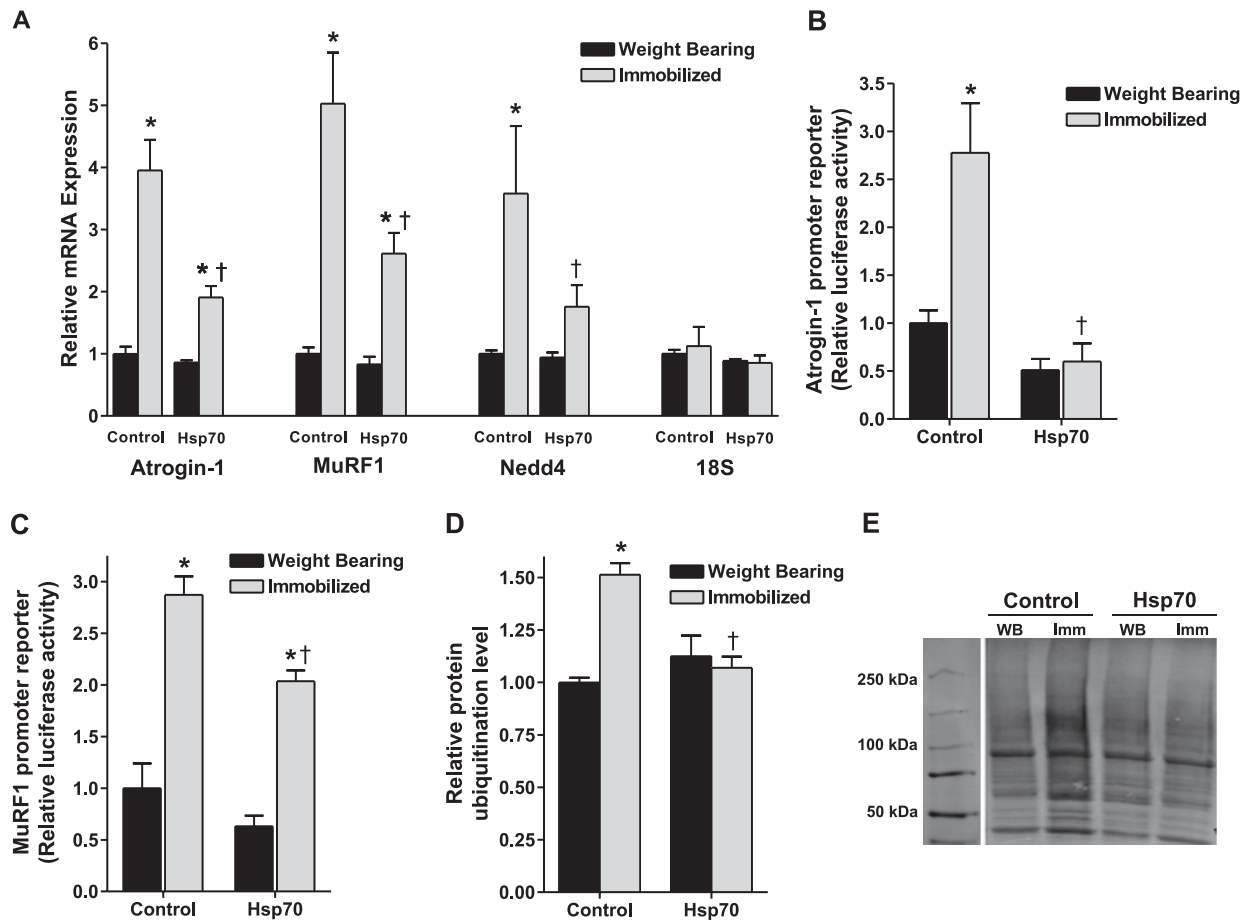 A
Relative mRNA Expression
6
5
4
3
2
1
0
Weight Bearing
Immobilized
*
* †
*
* †
*
†
Control Hsp70 Control Hsp70 Control Hsp70 Control Hsp70
Atrogin-1 MuRF1 Nedd4 18S
B
Atrogin-1 promoter reporter
(Relative luciferase activity)
3.5
3.0
2.5
2.0
1.5
1.0
0.5
0.0
Weight Bearing
Immobilized
*
†
Control Hsp70
C
MuRF1 promoter reporter
(Relative luciferase activity)
3.0
2.5
2.0
1.5
1.0
0.5
0.0
Weight Bearing
Immobilized
*
*†
Control Hsp70
D
Relative protein
ubiquitination level
1.50
1.25
1.00
0.75
0.50
0.25
0.00
Weight Bearing
Immobilized
*
†
Control Hsp70
E
Control Hsp70
WB Imm WB Imm
250 kDa
100 kDa
50 kDa